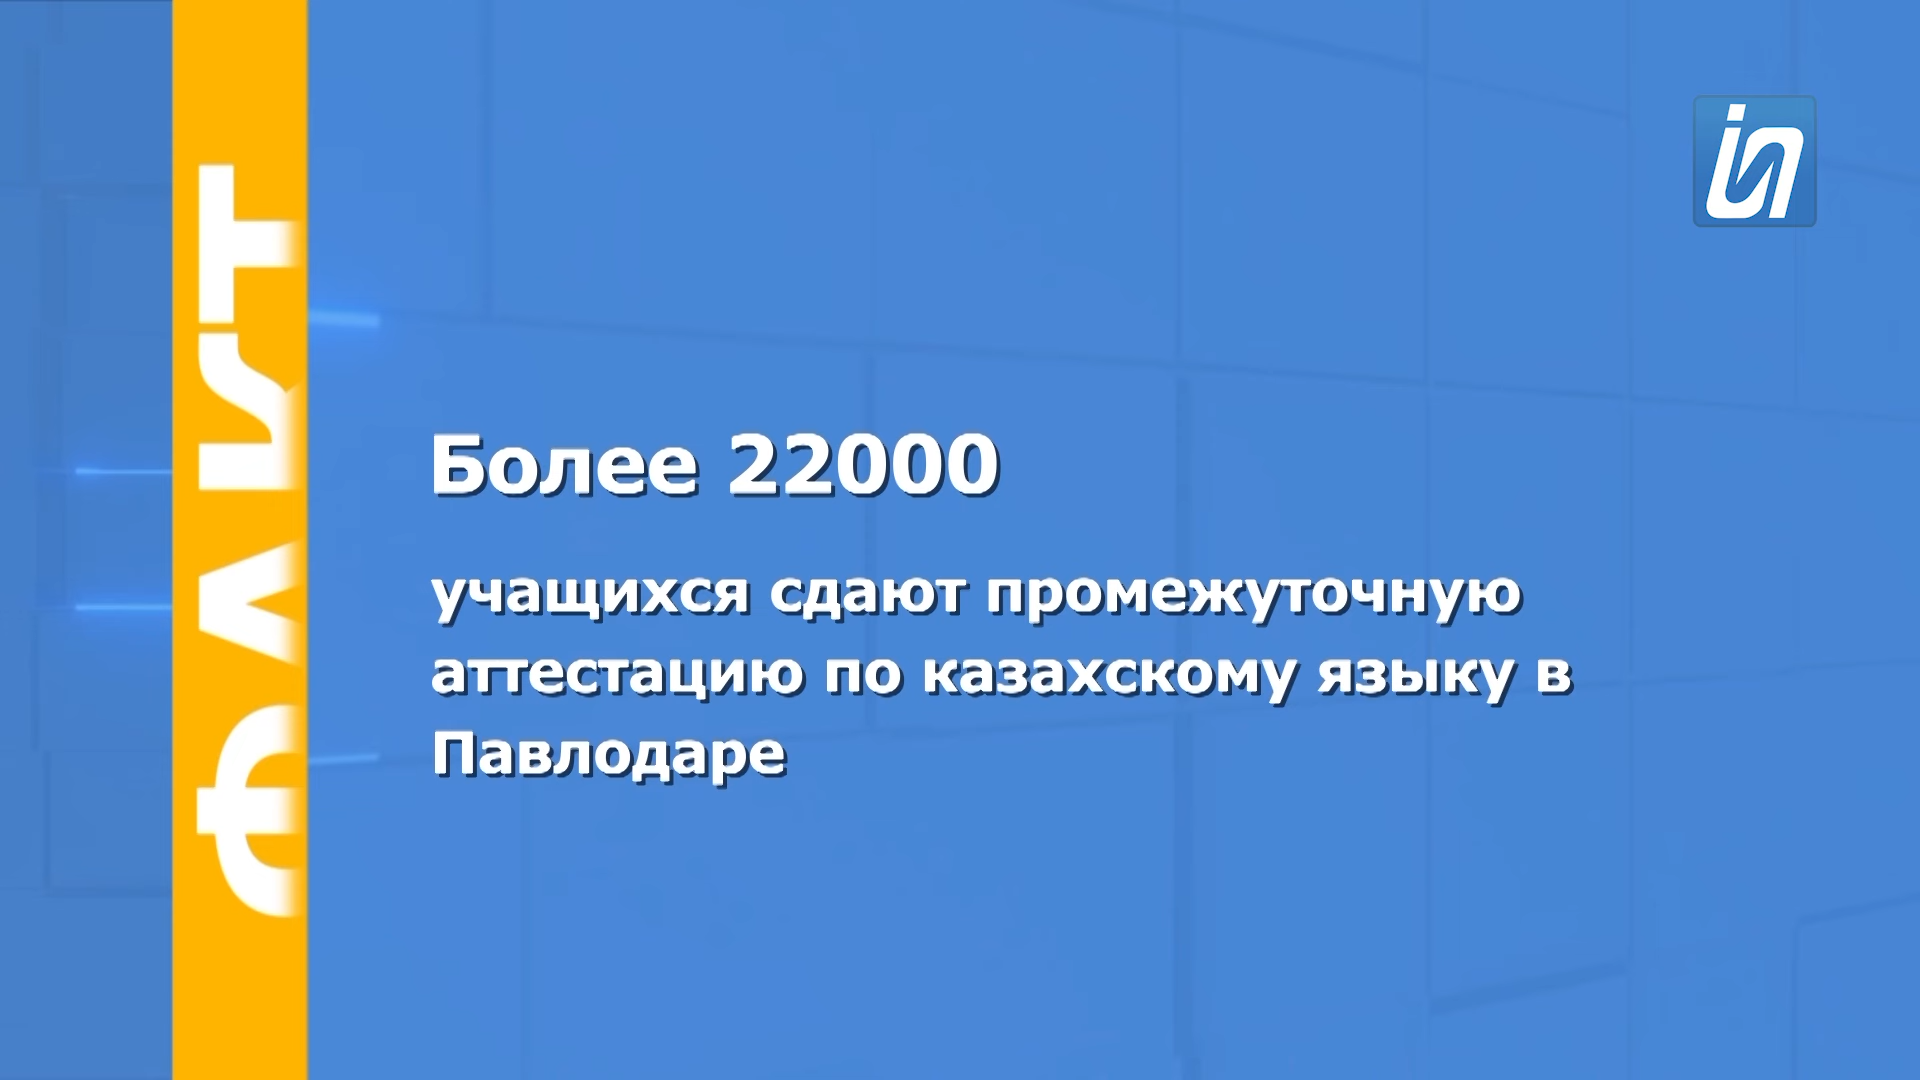 ФАКТ
Более 22000
учащихся сдают промежуточную
аттестацию по казахскому языку в
Павлодаре